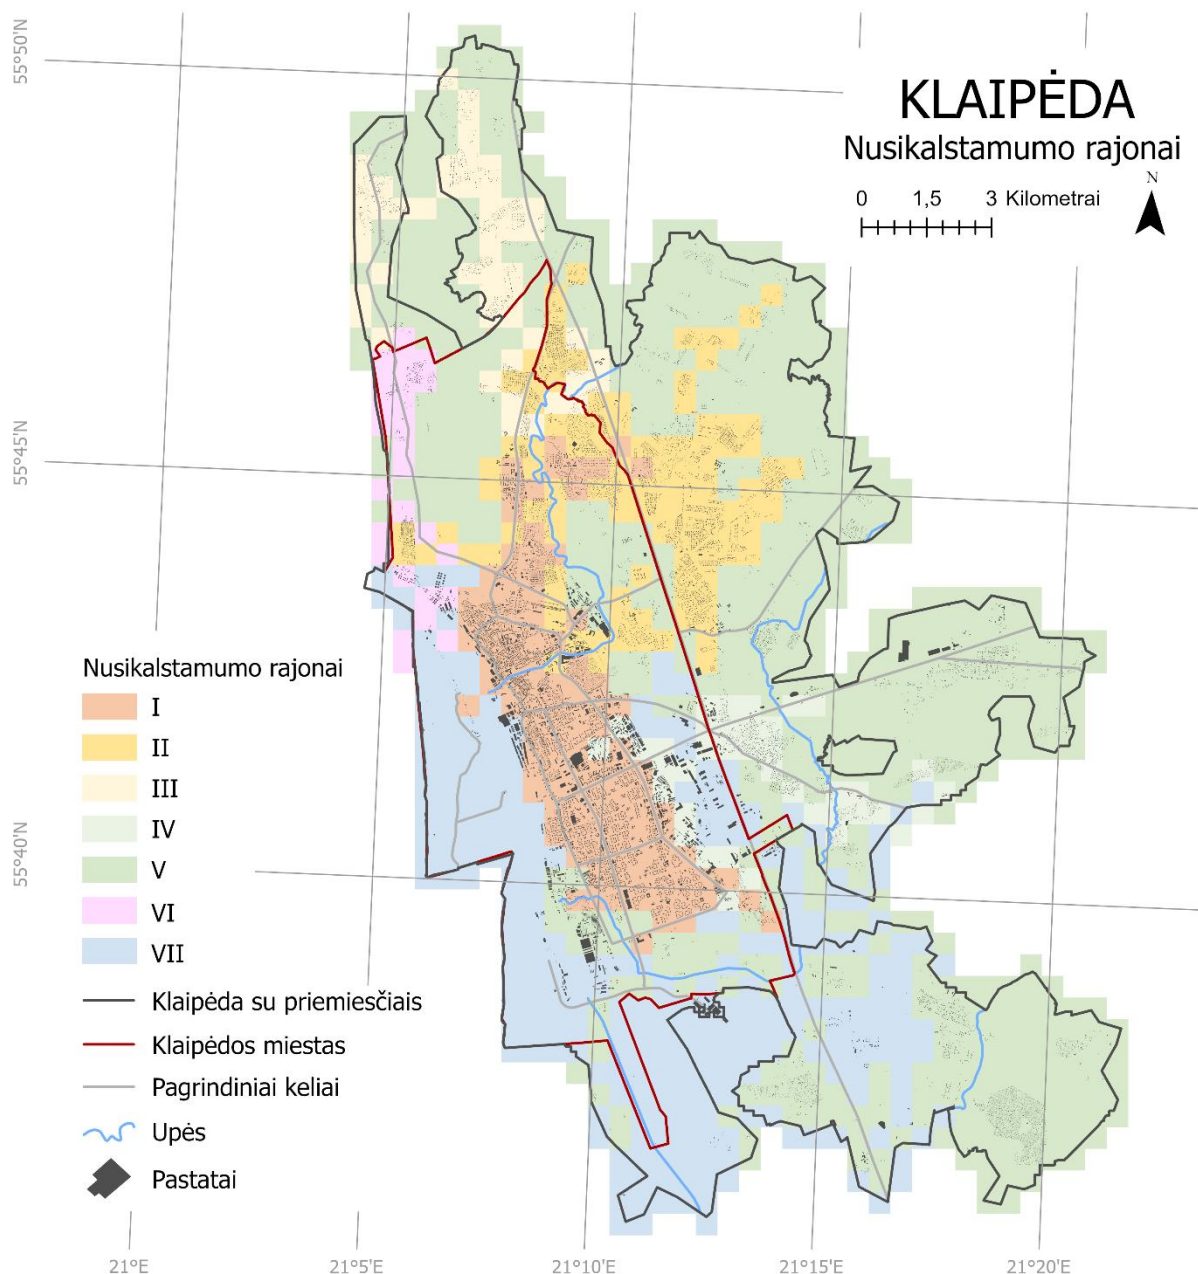 KLAIPĖDA
Nusikalstamumo rajonai
0 1,5 3 Kilometrai
N
55°50'N
55°45'N
55°40'N
Nusikalstamumo rajonai
I
II
III
IV
V
VI
VII
Klaipėda su priemiesčiais
Klaipėdos miestas
Pagrindiniai keliai
Upės
Pastatai
21°E 21°5'E 21°10'E 21°15'E 21°20'E